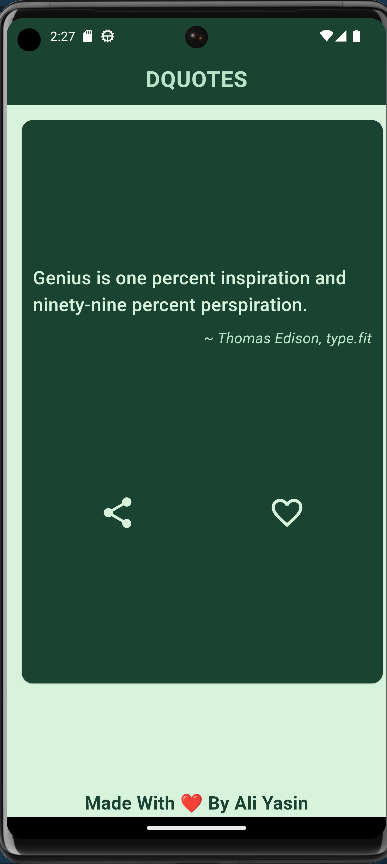 2:27
DQUOTES
Genius is one percent inspiration and
ninety-nine percent perspiration.
~ Thomas Edison, type.fit
Made With ❤️ By Ali Yasin